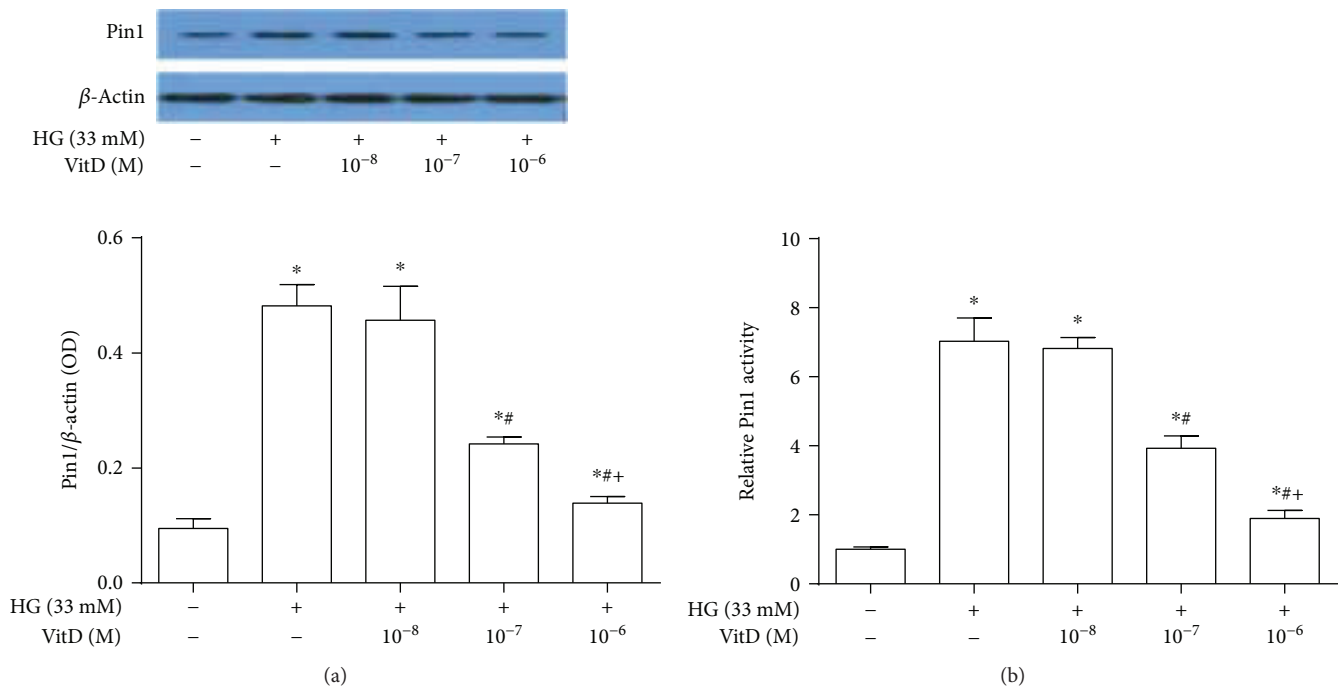 Pin1
β-Actin
HG (33 mM) − + + + +
VitD (M) − − 10⁻⁸ 10⁻⁷ 10⁻⁶
Pin1/β-actin (OD)
0.6
0.4
0.2
0.0
* * *# *#+
HG (33 mM) − + + + +
VitD (M) − − 10⁻⁸ 10⁻⁷ 10⁻⁶
(a)
Relative Pin1 activity
10
8
6
4
2
0
* * *# *#+
HG (33 mM) − + + + +
VitD (M) − − 10⁻⁸ 10⁻⁷ 10⁻⁶
(b)